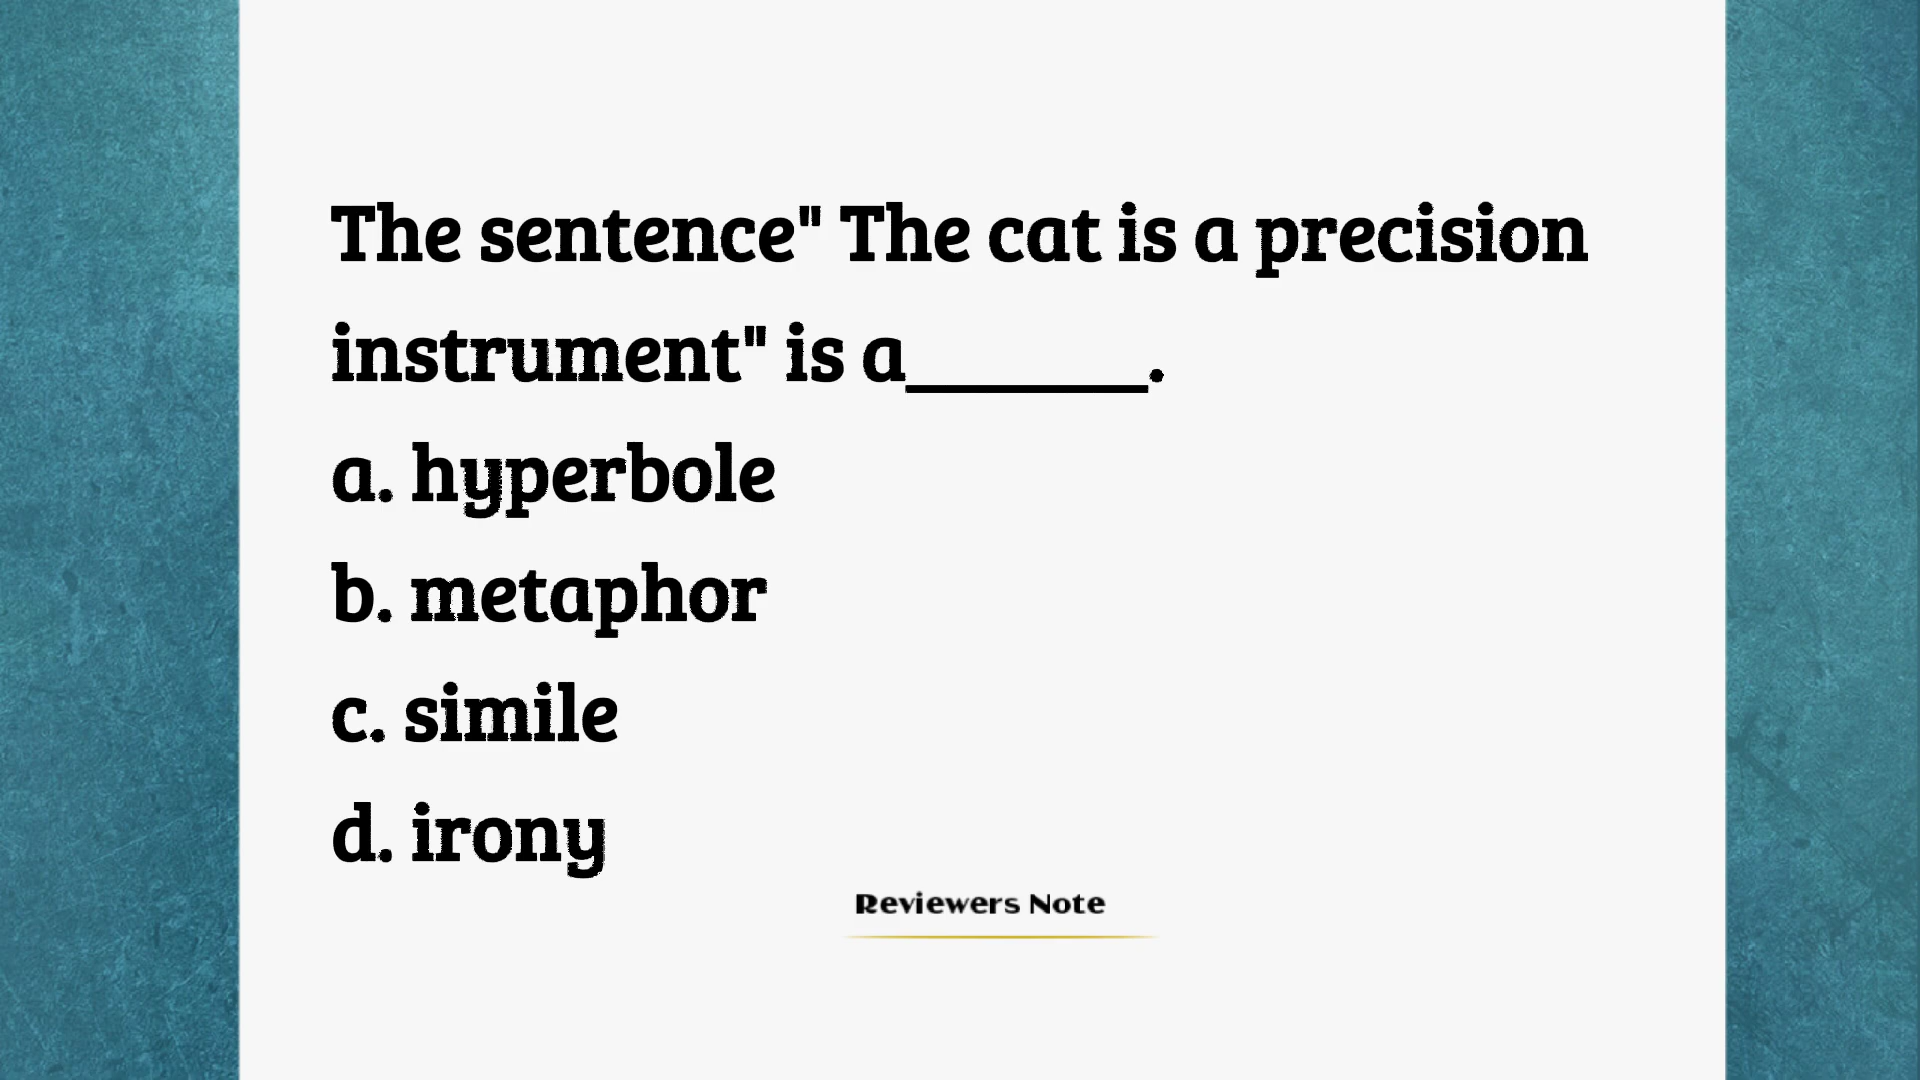 The sentence" The cat is a precision
instrument" is a______.
a. hyperbole
b. metaphor
c. simile
d. irony
Reviewers Note